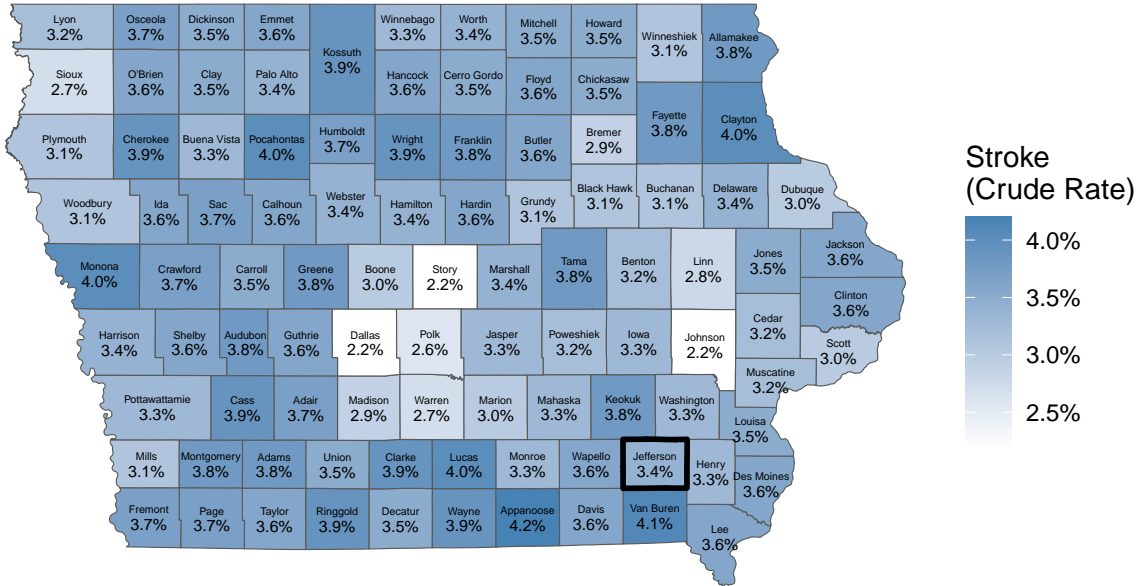 Lyon
3.2%
Osceola
3.7%
Dickinson
3.5%
Emmet
3.6%
Kossuth
3.9%
Winnebago
3.3%
Worth
3.4%
Mitchell
3.5%
Howard
3.5%
Winneshiek
3.1%
Allamakee
3.8%
Sioux
2.7%
O'Brien
3.6%
Clay
3.5%
Palo Alto
3.4%
Hancock
3.6%
Cerro Gordo
3.5%
Floyd
3.6%
Chickasaw
3.5%
Fayette
3.8%
Clayton
4.0%
Plymouth
3.1%
Cherokee
3.9%
Buena Vista
3.3%
Pocahontas
4.0%
Humboldt
3.7%
Wright
3.9%
Franklin
3.8%
Butler
3.6%
Bremer
2.9%
Woodbury
3.1%
Ida
3.6%
Sac
3.7%
Calhoun
3.6%
Webster
3.4%
Hamilton
3.4%
Hardin
3.6%
Grundy
3.1%
Black Hawk
3.1%
Buchanan
3.1%
Delaware
3.4%
Dubuque
3.0%
Monona
4.0%
Crawford
3.7%
Carroll
3.5%
Greene
3.8%
Boone
3.0%
Story
2.2%
Marshall
3.4%
Tama
3.8%
Benton
3.2%
Linn
2.8%
Jones
3.5%
Jackson
3.6%
Clinton
3.6%
Harrison
3.4%
Shelby
3.6%
Audubon
3.8%
Guthrie
3.6%
Dallas
2.2%
Polk
2.6%
Jasper
3.3%
Poweshiek
3.2%
Iowa
3.3%
Johnson
2.2%
Cedar
3.2%
Scott
3.0%
Muscatine
3.2%
Pottawattamie
3.3%
Cass
3.9%
Adair
3.7%
Madison
2.9%
Warren
2.7%
Marion
3.0%
Mahaska
3.3%
Keokuk
3.8%
Washington
3.3%
Louisa
3.5%
Mills
3.1%
Montgomery
3.8%
Adams
3.8%
Union
3.5%
Clarke
3.9%
Lucas
4.0%
Monroe
3.3%
Wapello
3.6%
Jefferson
3.4%
Henry
3.3%
Des Moines
3.6%
Fremont
3.7%
Page
3.7%
Taylor
3.6%
Ringgold
3.9%
Decatur
3.5%
Wayne
3.9%
Appanoose
4.2%
Davis
3.6%
Van Buren
4.1%
Lee
3.6%
Stroke
(Crude Rate)
4.0%
3.5%
3.0%
2.5%